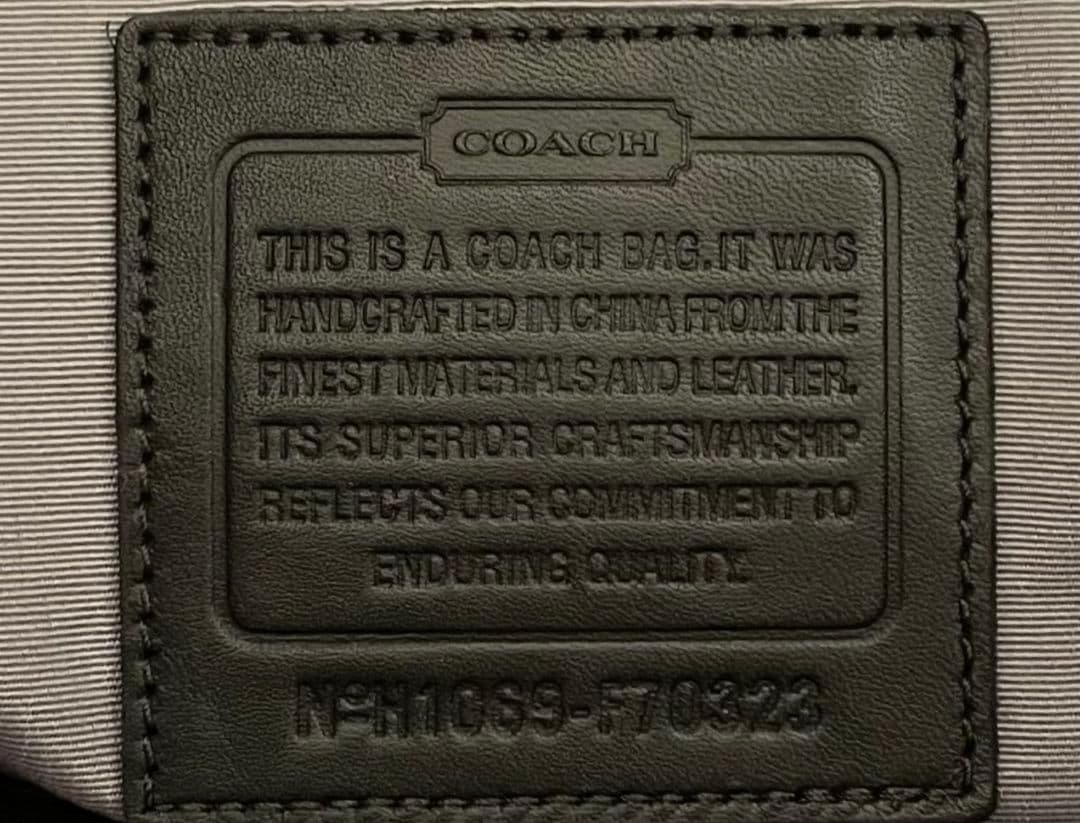 COACH
THIS IS A COACH BAG.IT WAS
HANDCRAFTED IN CHINA FROM THE
FINEST MATERIALS AND LEATHER.
ITS SUPERIOR CRAFTSMANSHIP
REFLECTS OUR COMMITMENT TO
ENDURING QUALITY.
Nº H1069-F70323